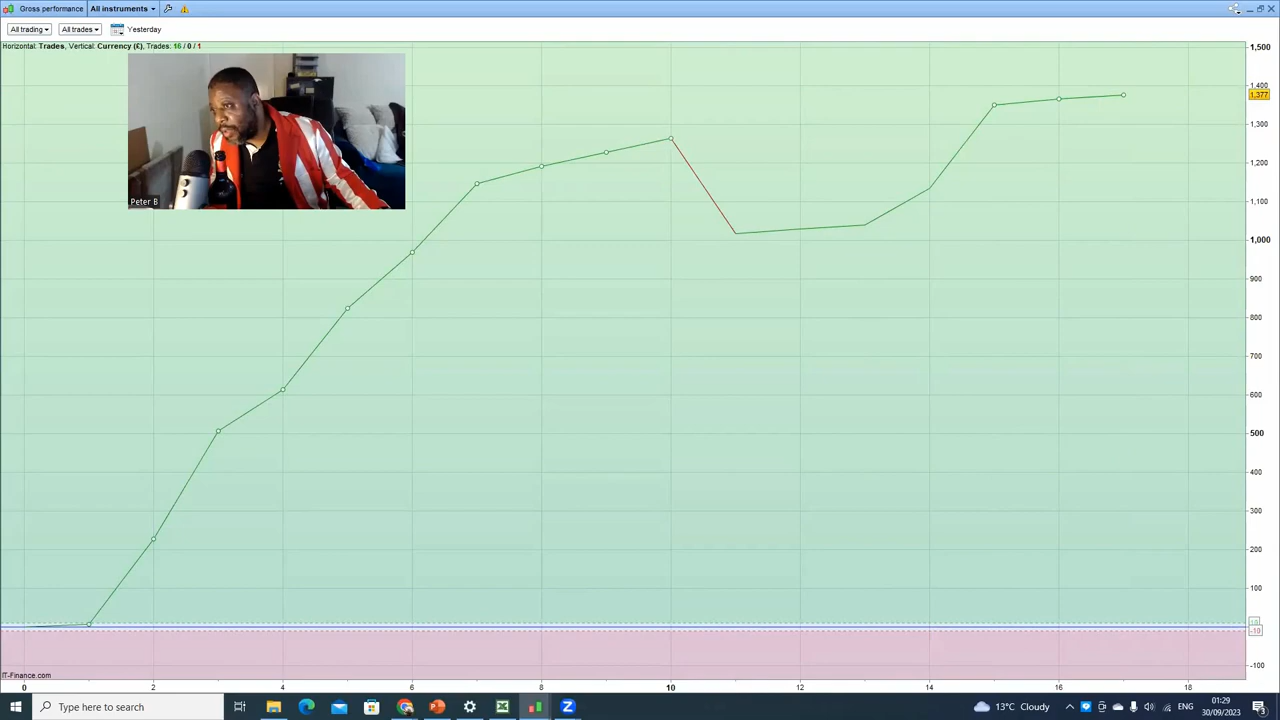 Gross performance All instruments
All trading All trades Yesterday
Horizontal: Trades, Vertical: Currency (£), Trades: 16 / 0 / 1
1,500
1,400
1,377
1,300
1,200
1,100
1,000
900
800
700
600
500
400
300
200
100
-10
-100
Peter B
IT-Finance.com
0 2 4 6 8 10 12 14 16 18
Type here to search
13°C Cloudy
01:29
30/09/2023